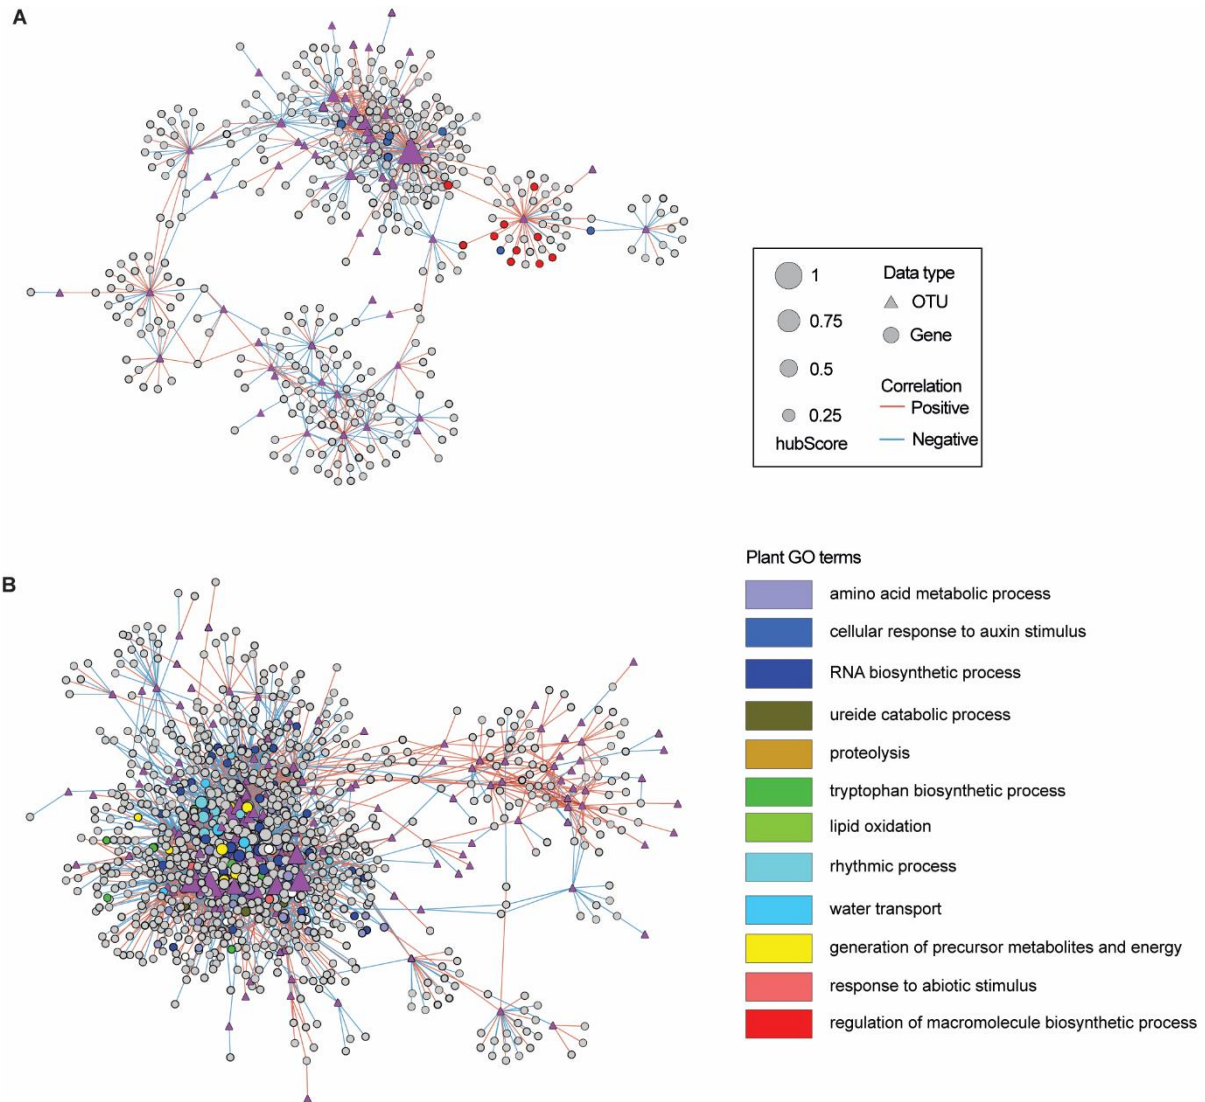 A
1
0.75
0.5
0.25
hubScore
Data type
OTU
Gene
Correlation
Positive
Negative
B
Plant GO terms
amino acid metabolic process
cellular response to auxin stimulus
RNA biosynthetic process
ureide catabolic process
proteolysis
tryptophan biosynthetic process
lipid oxidation
rhythmic process
water transport
generation of precursor metabolites and energy
response to abiotic stimulus
regulation of macromolecule biosynthetic process